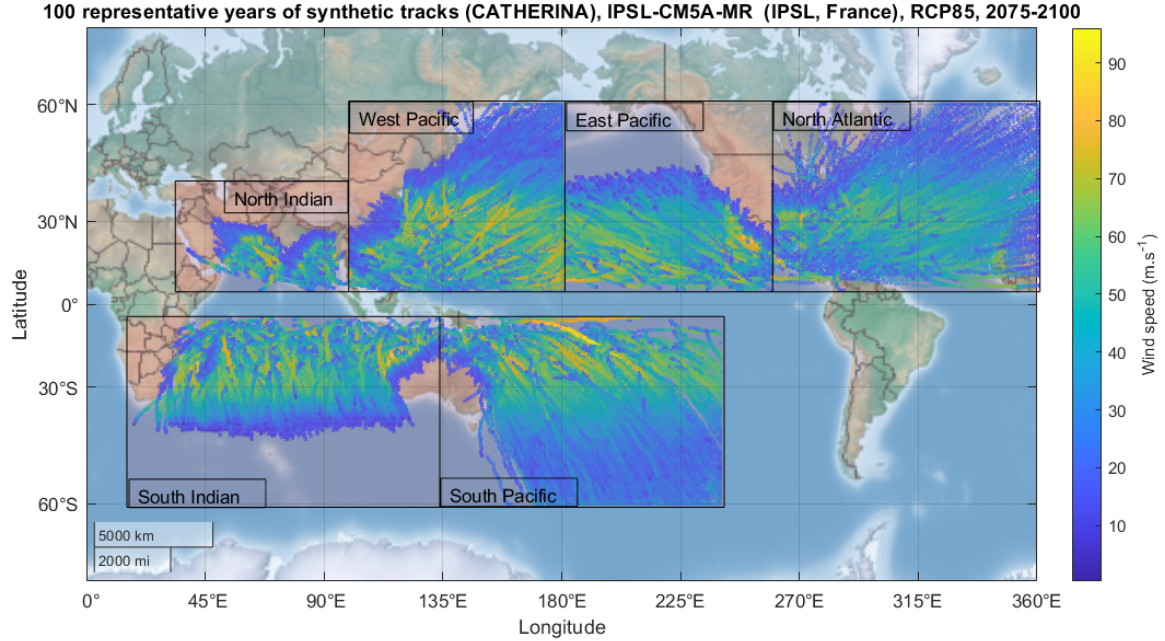 100 representative years of synthetic tracks (CATHERINA), IPSL-CM5A-MR  (IPSL, France), RCP85, 2075-2100
60°N
30°N
0°
30°S
60°S
Latitude
West Pacific
East Pacific
North Atlantic
North Indian
South Indian
South Pacific
5000 km
2000 mi
0°
45°E
90°E
135°E
180°E
225°E
270°E
315°E
360°E
Longitude
90
80
70
60
50
40
30
20
10
Wind speed (m.s⁻¹)